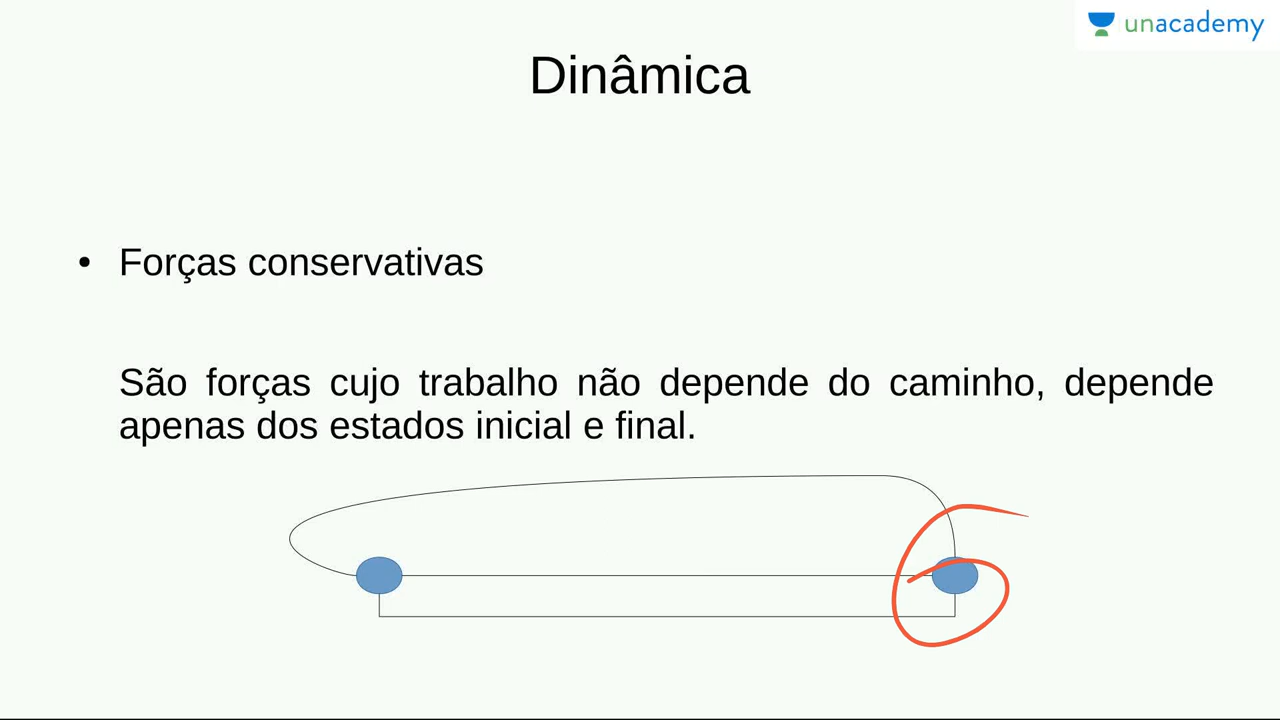 unacademy
Dinâmica
• Forças conservativas
São forças cujo trabalho não depende do caminho, depende
apenas dos estados inicial e final.